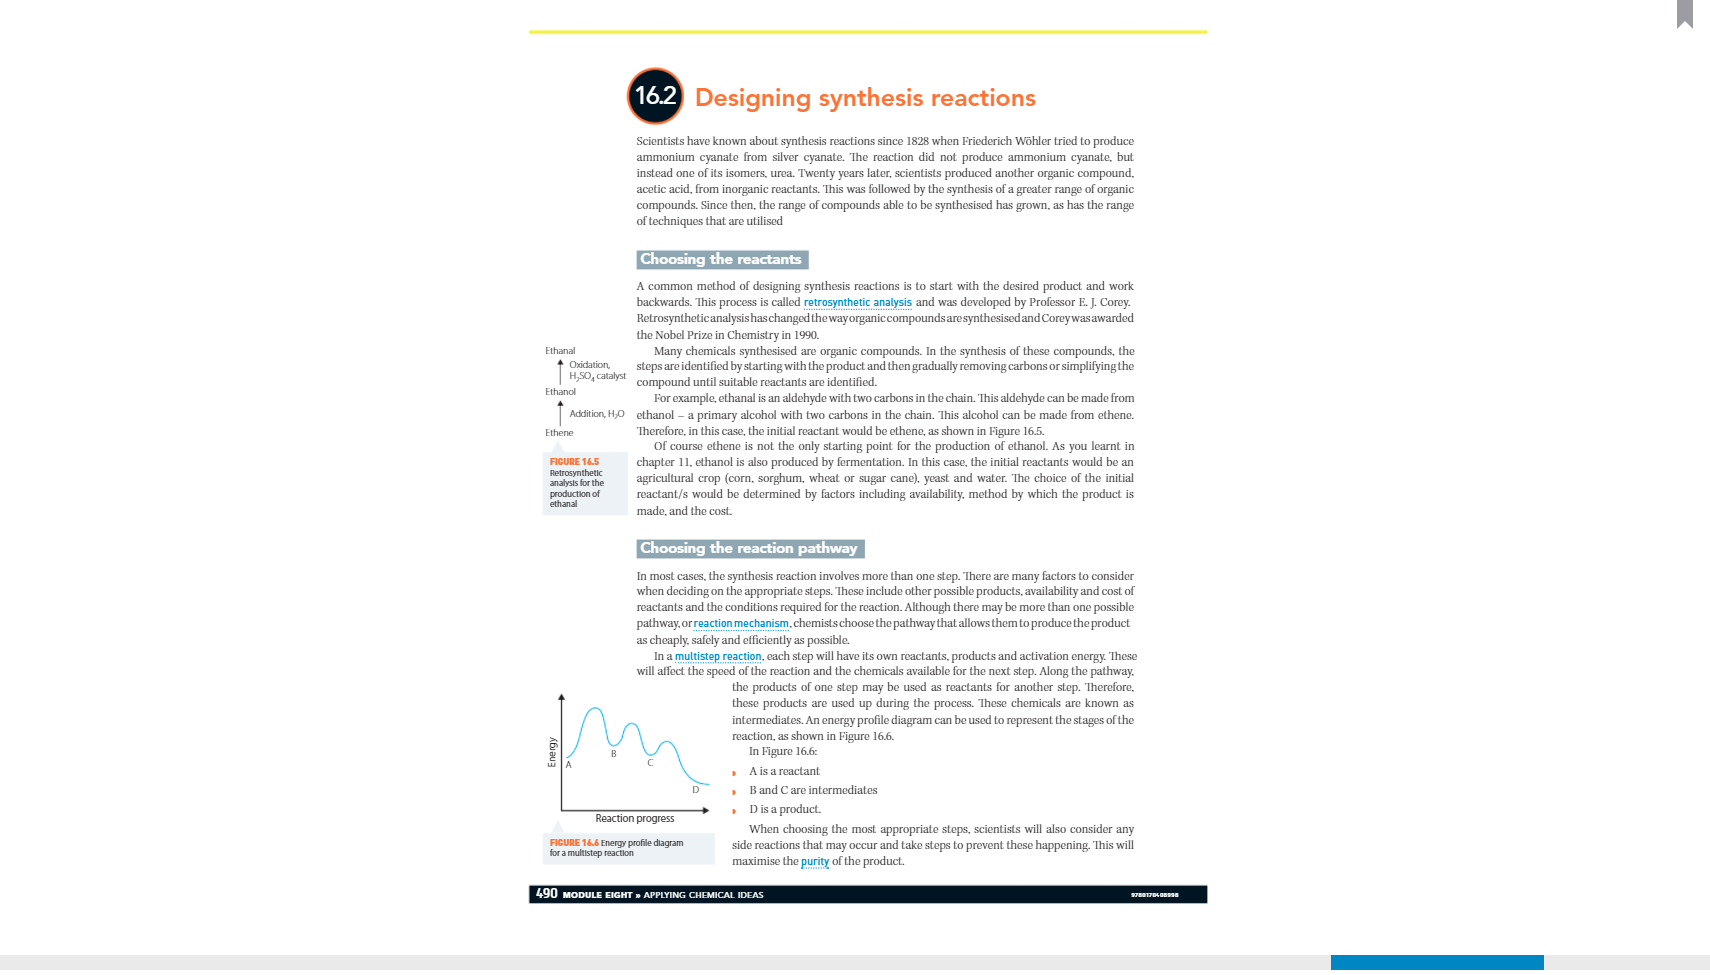 16.2 Designing synthesis reactions
Scientists have known about synthesis reactions since 1828 when Friederich Wöhler tried to produce
ammonium cyanate from silver cyanate. The reaction did not produce ammonium cyanate, but
instead one of its isomers, urea. Twenty years later, scientists produced another organic compound,
acetic acid, from inorganic reactants. This was followed by the synthesis of a greater range of organic
compounds. Since then, the range of compounds able to be synthesised has grown, as has the range
of techniques that are utilised
Choosing the reactants
A common method of designing synthesis reactions is to start with the desired product and work
backwards. This process is called retrosynthetic analysis and was developed by Professor E. J. Corey.
Retrosynthetic analysis has changed the way organic compounds are synthesised and Corey was awarded
the Nobel Prize in Chemistry in 1990.
Many chemicals synthesised are organic compounds. In the synthesis of these compounds, the
steps are identified by starting with the product and then gradually removing carbons or simplifying the
compound until suitable reactants are identified.
For example, ethanal is an aldehyde with two carbons in the chain. This aldehyde can be made from
ethanol – a primary alcohol with two carbons in the chain. This alcohol can be made from ethene.
Therefore, in this case, the initial reactant would be ethene, as shown in Figure 16.5.
Of course ethene is not the only starting point for the production of ethanol. As you learnt in
chapter 11, ethanol is also produced by fermentation. In this case, the initial reactants would be an
agricultural crop (corn, sorghum, wheat or sugar cane), yeast and water. The choice of the initial
reactant/s would be determined by factors including availability, method by which the product is
made, and the cost.
Ethanal
Oxidation,
H₂SO₄ catalyst
Ethanol
Addition, H₂O
Ethene
FIGURE 16.5
Retrosynthetic
analysis for the
production of
ethanal
Choosing the reaction pathway
In most cases, the synthesis reaction involves more than one step. There are many factors to consider
when deciding on the appropriate steps. These include other possible products, availability and cost of
reactants and the conditions required for the reaction. Although there may be more than one possible
pathway, or reaction mechanism, chemists choose the pathway that allows them to produce the product
as cheaply, safely and efficiently as possible.
In a multistep reaction, each step will have its own reactants, products and activation energy. These
will affect the speed of the reaction and the chemicals available for the next step. Along the pathway,
the products of one step may be used as reactants for another step. Therefore,
these products are used up during the process. These chemicals are known as
intermediates. An energy profile diagram can be used to represent the stages of the
reaction, as shown in Figure 16.6.
In Figure 16.6:
A is a reactant
B and C are intermediates
D is a product.
When choosing the most appropriate steps, scientists will also consider any
side reactions that may occur and take steps to prevent these happening. This will
maximise the purity of the product.
Energy
A
B
C
D
Reaction progress
FIGURE 16.6 Energy profile diagram
for a multistep reaction
490 MODULE EIGHT » APPLYING CHEMICAL IDEAS
9780170408998